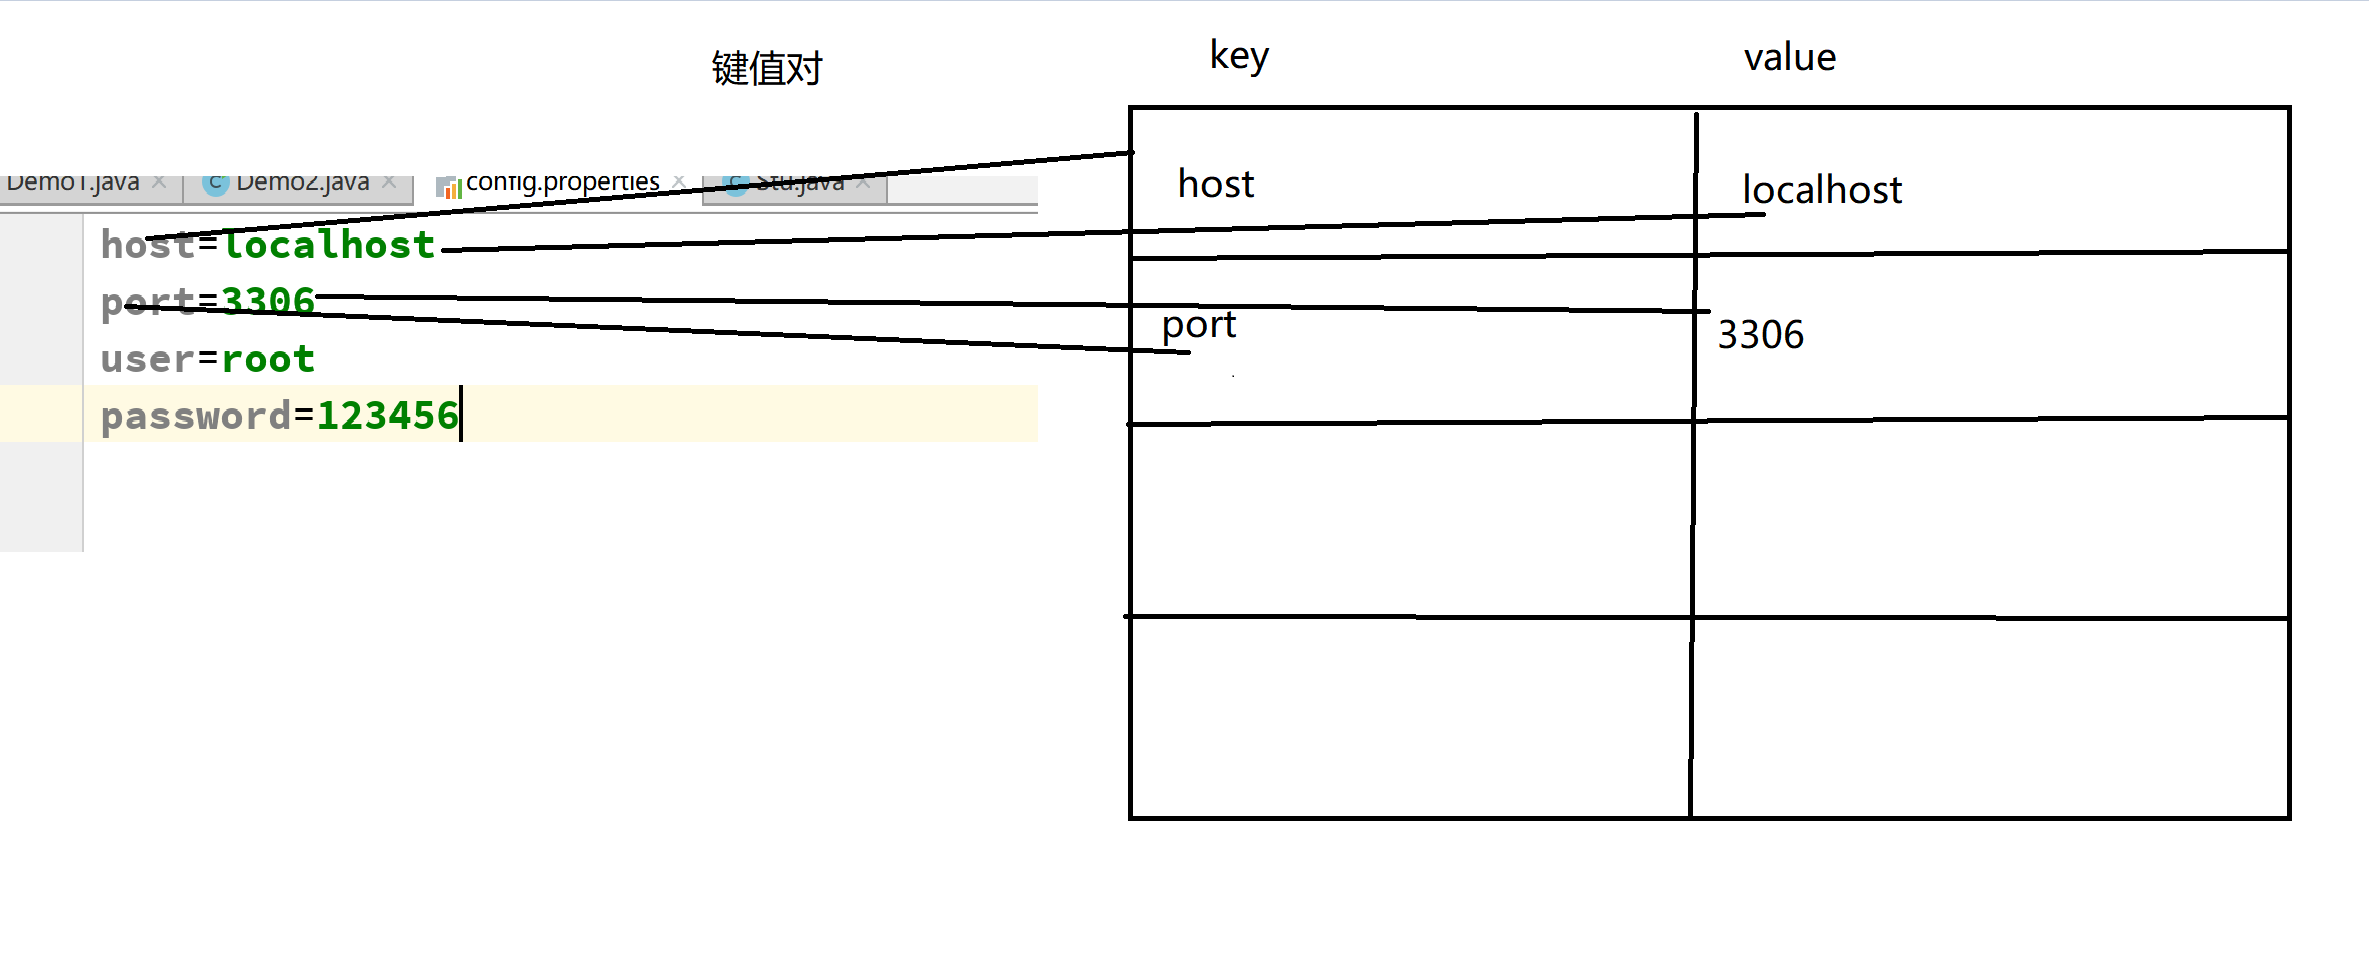 键值对
key value
Demo1.java Demo2.java config.properties Stu.java
host=localhost
port=3306
user=root
password=123456
host localhost
port 3306